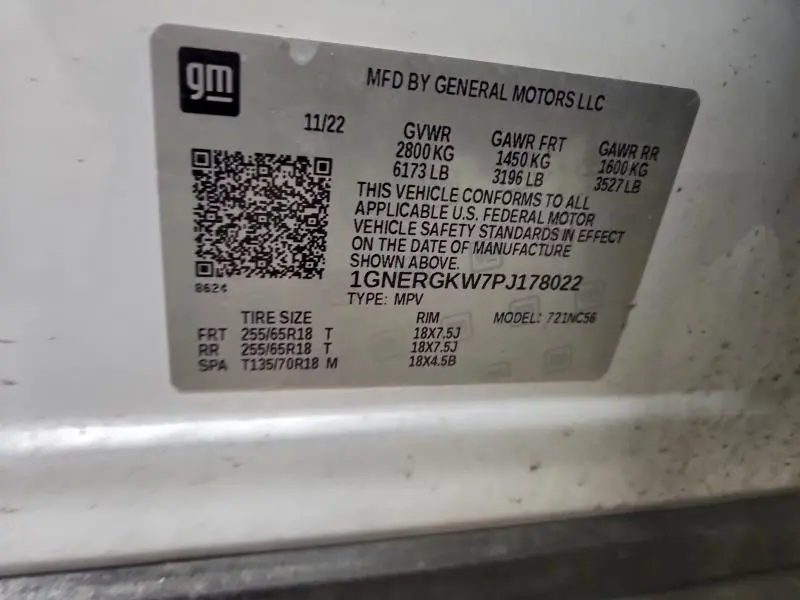 gm
MFD BY GENERAL MOTORS LLC
11/22
GVWR GAWR FRT GAWR RR
2800 KG 1450 KG 1600 KG
6173 LB 3196 LB 3527 LB
THIS VEHICLE CONFORMS TO ALL
APPLICABLE U.S. FEDERAL MOTOR
VEHICLE SAFETY STANDARDS IN EFFECT
ON THE DATE OF MANUFACTURE
SHOWN ABOVE.
8624
1GNERGKW7PJ178022
TYPE: MPV
TIRE SIZE RIM MODEL: 721NC56
FRT 255/65R18 T 18X7.5J
RR 255/65R18 T 18X7.5J
SPA T135/70R18 M 18X4.5B